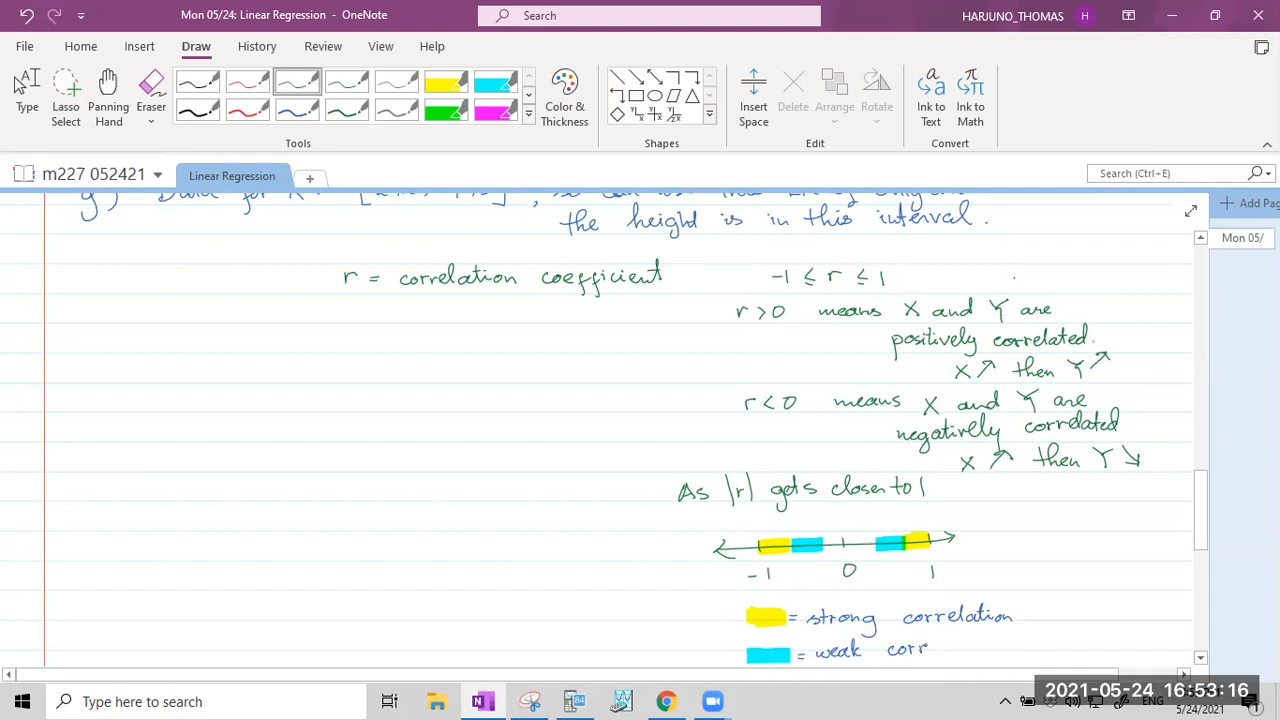 Mon 05/24: Linear Regression - OneNote
Search
HARJUNO_THOMAS H
File Home Insert Draw History Review View Help
Type
Lasso Select
Panning Hand
Eraser
Color & Thickness
Insert Space
Delete
Arrange
Rotate
Ink to Text
Ink to Math
Tools
Shapes
Edit
Convert
m227 052421
Linear Regression
+
Search (Ctrl+E)
Add Pag
Mon 05/
the height is in this interval.
r = correlation coefficient -1 ≤ r ≤ 1
r > 0 means X and Y are
positively correlated.
X ↗ then Y ↗
r < 0 means X and Y are
negatively correlated
X ↗ then Y ↘
As |r| gets closer to 1
-1 0 1
= strong correlation
= weak corr
Type here to search
84
ENG
2021-05-24 16:53:16
5/24/2021